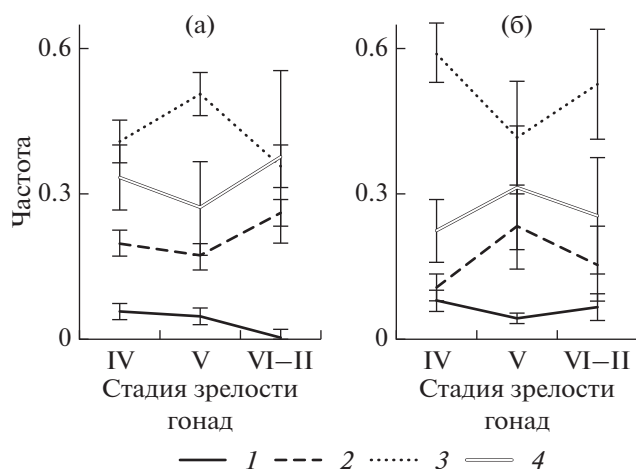 (а)
(б)
0.6
0.3
0
Частота
IV V VI–II
Стадия зрелости
гонад
0.6
0.3
0
IV V VI–II
Стадия зрелости
гонад
1 2 3 4